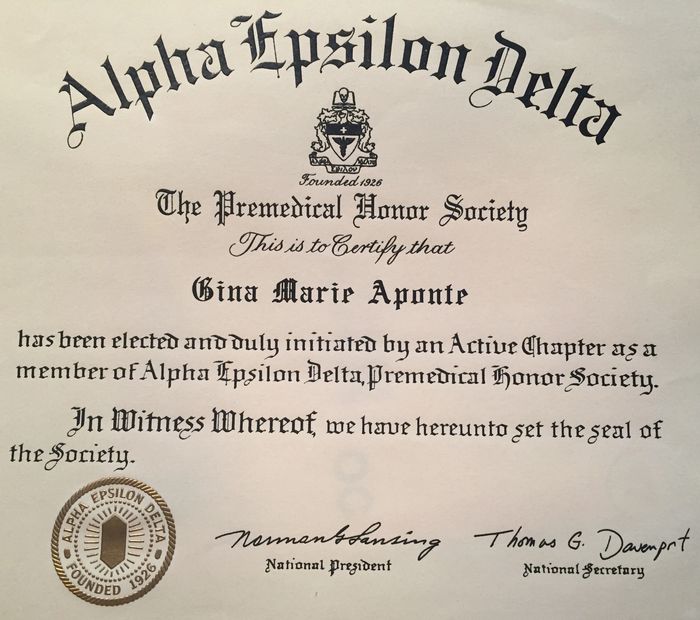 Alpha Epsilon Delta
Founded 1926
The Premedical Honor Society
This is to Certify that
Gina Marie Aponte
has been elected and duly initiated by an Active Chapter as a
member of Alpha Epsilon Delta, Premedical Honor Society.
In Witness Whereof, we have hereunto set the seal of
the Society.
ALPHA EPSILON DELTA
FOUNDED 1926
Norman G Lansing
Thomas G. Davenport
National President
National Secretary